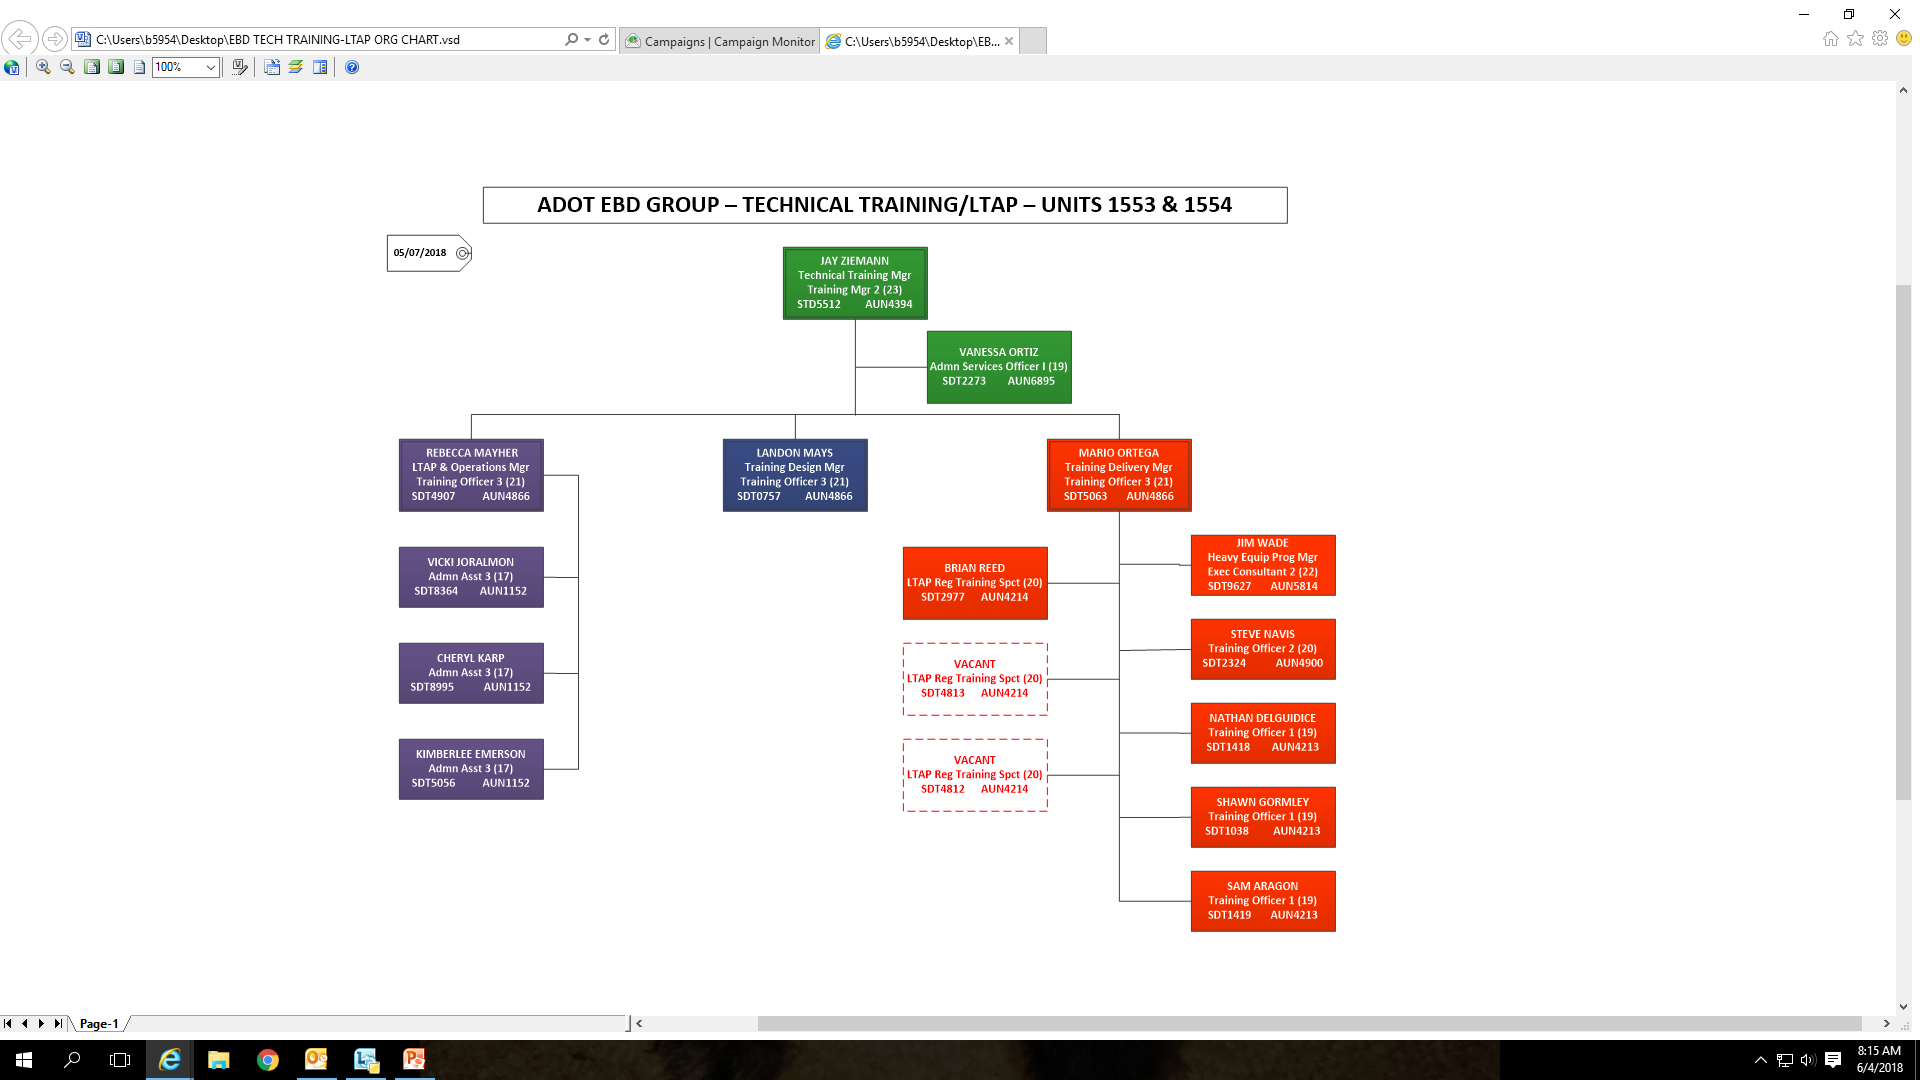 C:\Users\b5954\Desktop\EBD TECH TRAINING-LTAP ORG CHART.vsd
Campaigns | Campaign Monitor
C:\Users\b5954\Desktop\EB...
100%
ADOT EBD GROUP – TECHNICAL TRAINING/LTAP – UNITS 1553 & 1554
05/07/2018
JAY ZIEMANN
Technical Training Mgr
Training Mgr 2 (23)
STD5512 AUN4394
VANESSA ORTIZ
Admn Services Officer I (19)
SDT2273 AUN6895
REBECCA MAYHER
LTAP & Operations Mgr
Training Officer 3 (21)
SDT4907 AUN4866
VICKI JORALMON
Admn Asst 3 (17)
SDT8364 AUN1152
CHERYL KARP
Admn Asst 3 (17)
SDT8995 AUN1152
KIMBERLEE EMERSON
Admn Asst 3 (17)
SDT5056 AUN1152
LANDON MAYS
Training Design Mgr
Training Officer 3 (21)
SDT0757 AUN4866
MARIO ORTEGA
Training Delivery Mgr
Training Officer 3 (21)
SDT5063 AUN4866
BRIAN REED
LTAP Reg Training Spct (20)
SDT2977 AUN4214
VACANT
LTAP Reg Training Spct (20)
SDT4813 AUN4214
VACANT
LTAP Reg Training Spct (20)
SDT4812 AUN4214
JIM WADE
Heavy Equip Prog Mgr
Exec Consultant 2 (22)
SDT9627 AUN5814
STEVE NAVIS
Training Officer 2 (20)
SDT2324 AUN4900
NATHAN DELGUIDICE
Training Officer 1 (19)
SDT1418 AUN4213
SHAWN GORMLEY
Training Officer 1 (19)
SDT1038 AUN4213
SAM ARAGON
Training Officer 1 (19)
SDT1419 AUN4213
Page-1
8:15 AM
6/4/2018